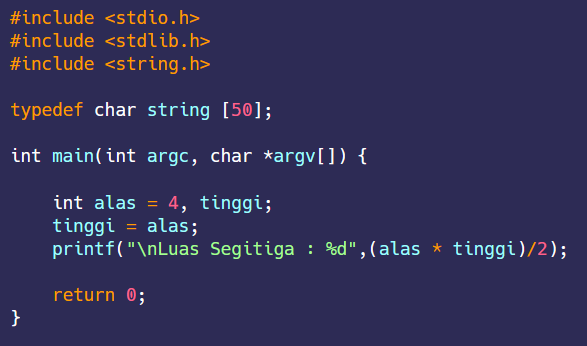 #include <stdio.h>
#include <stdlib.h>
#include <string.h>
typedef char string [50];
int main(int argc, char *argv[]) {
int alas = 4, tinggi;
tinggi = alas;
printf("\nLuas Segitiga : %d",(alas * tinggi)/2);
return 0;
}